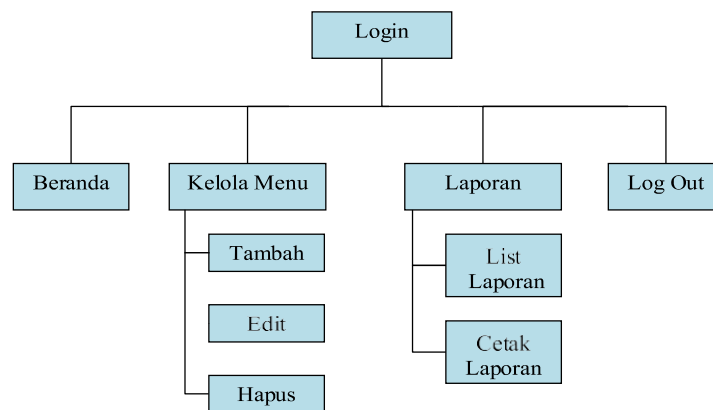 Login
Beranda
Kelola Menu
Laporan
Log Out
Tambah
Edit
Hapus
List
Laporan
Cetak
Laporan